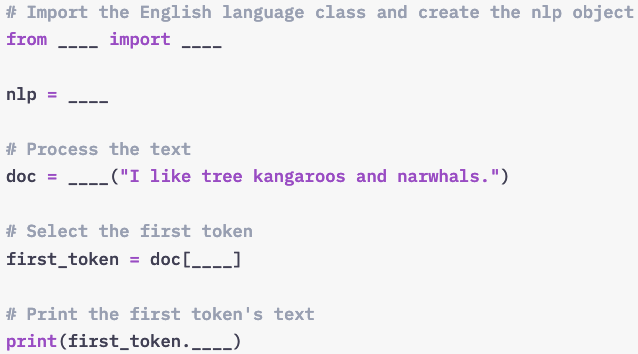 # Import the English language class and create the nlp object
from ____ import ____
nlp = ____
# Process the text
doc = ____("I like tree kangaroos and narwhals.")
# Select the first token
first_token = doc[____]
# Print the first token's text
print(first_token.____)